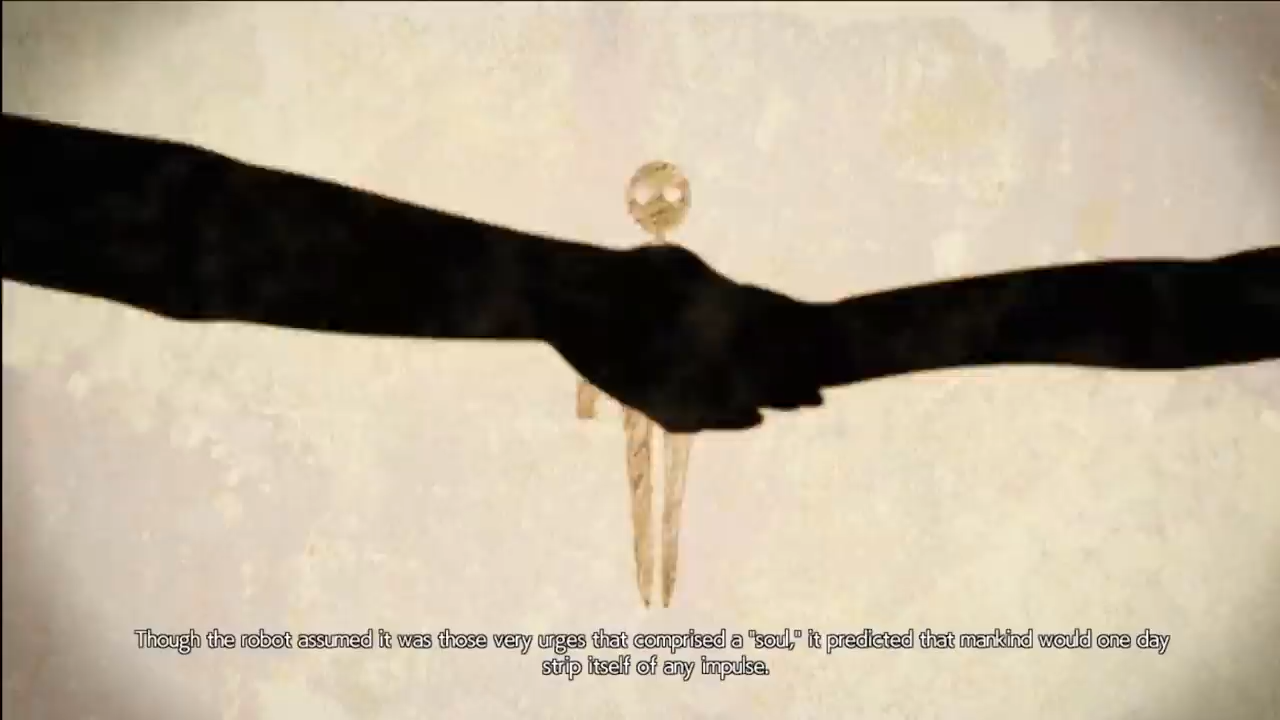 Though the robot assumed it was those very urges that comprised a "soul," it predicted that mankind would one day
strip itself of any impulse.